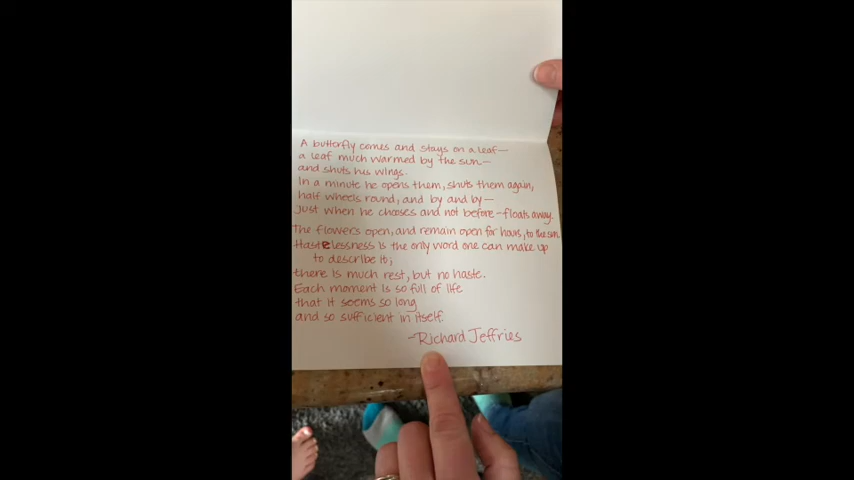 A butterfly comes and stays on a leaf—
a leaf much warmed by the sun—
and shuts his wings.
In a minute he opens them, shuts them again,
half wheels round, and by and by—
just when he chooses and not before—floats away.
The flowers open, and remain open for hours, to the sun.
Hastelessness is the only word one can make up
to describe it;
there is much rest, but no haste.
Each moment is so full of life
that it seems so long
and so sufficient in itself.
-Richard Jeffries